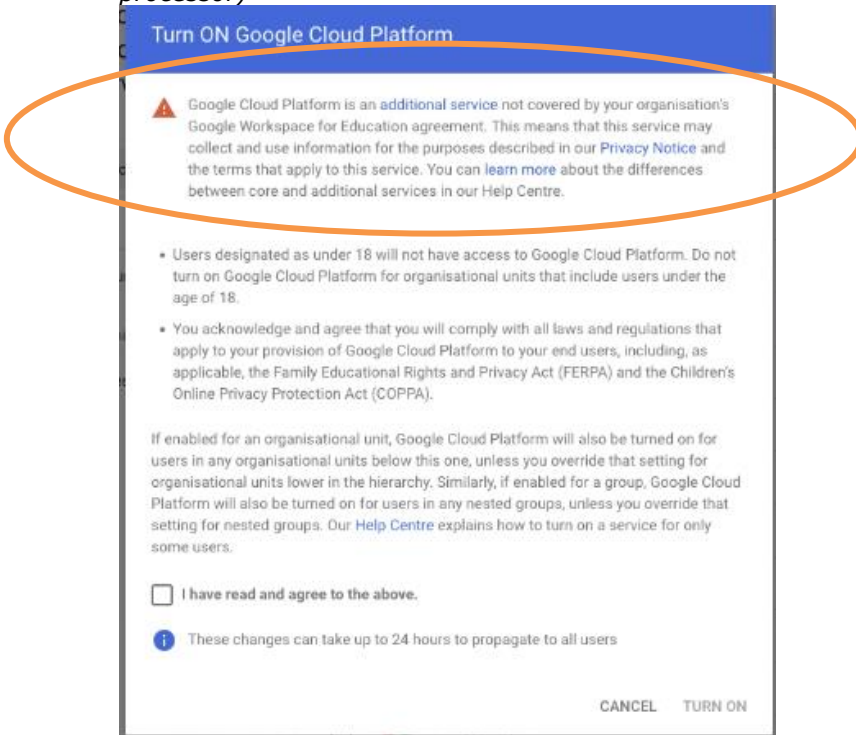 processor)
Turn ON Google Cloud Platform
Google Cloud Platform is an additional service not covered by your organisation's
Google Workspace for Education agreement. This means that this service may
collect and use information for the purposes described in our Privacy Notice and
the terms that apply to this service. You can learn more about the differences
between core and additional services in our Help Centre.
• Users designated as under 18 will not have access to Google Cloud Platform. Do not
turn on Google Cloud Platform for organisational units that include users under the
age of 18.
• You acknowledge and agree that you will comply with all laws and regulations that
apply to your provision of Google Cloud Platform to your end users, including, as
applicable, the Family Educational Rights and Privacy Act (FERPA) and the Children's
Online Privacy Protection Act (COPPA).
If enabled for an organisational unit, Google Cloud Platform will also be turned on for
users in any organisational units below this one, unless you override that setting for
organisational units lower in the hierarchy. Similarly, if enabled for a group, Google Cloud
Platform will also be turned on for users in any nested groups, unless you override that
setting for nested groups. Our Help Centre explains how to turn on a service for only
some users.
I have read and agree to the above.
These changes can take up to 24 hours to propagate to all users
CANCEL TURN ON